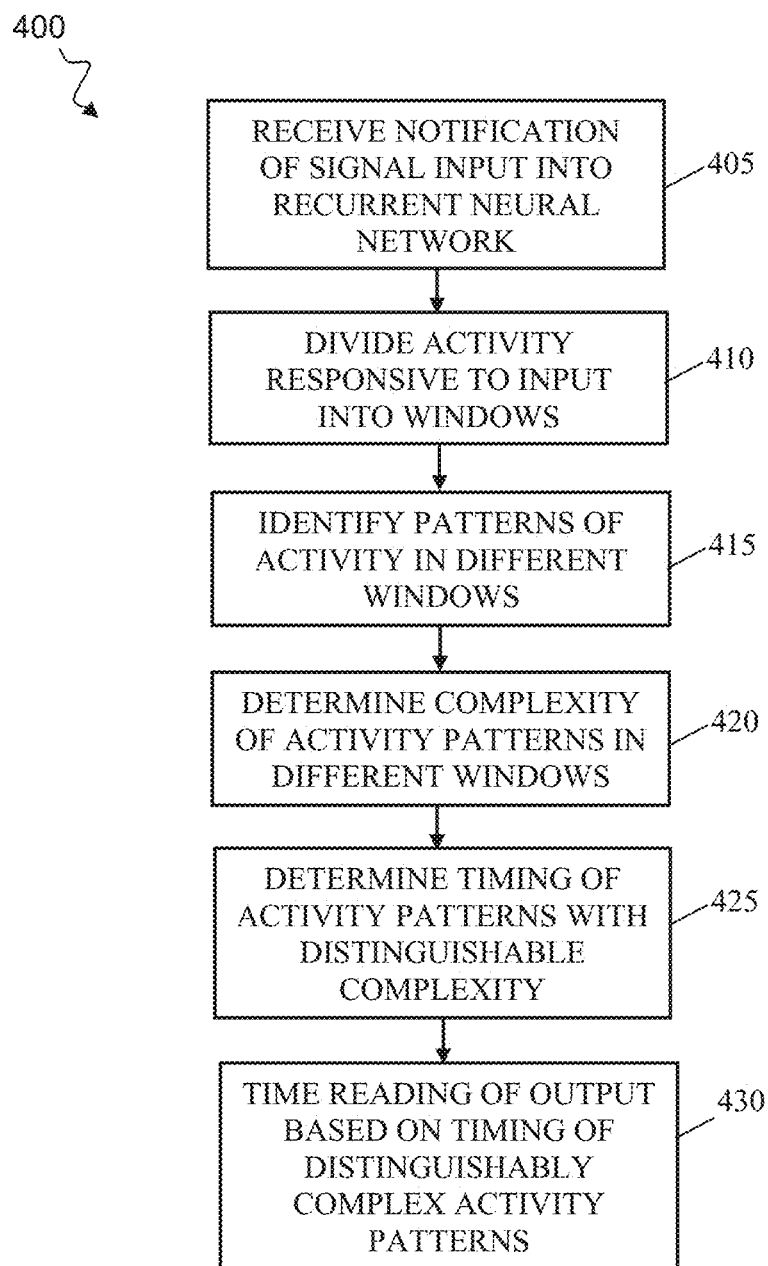 400
RECEIVE NOTIFICATION
OF SIGNAL INPUT INTO
RECURRENT NEURAL
NETWORK
405
DIVIDE ACTIVITY
RESPONSIVE TO INPUT
INTO WINDOWS
410
IDENTIFY PATTERNS OF
ACTIVITY IN DIFFERENT
WINDOWS
415
DETERMINE COMPLEXITY
OF ACTIVITY PATTERNS IN
DIFFERENT WINDOWS
420
DETERMINE TIMING OF
ACTIVITY PATTERNS WITH
DISTINGUISHABLE
COMPLEXITY
425
TIME READING OF OUTPUT
BASED ON TIMING OF
DISTINGUISHABLY
COMPLEX ACTIVITY
PATTERNS
430